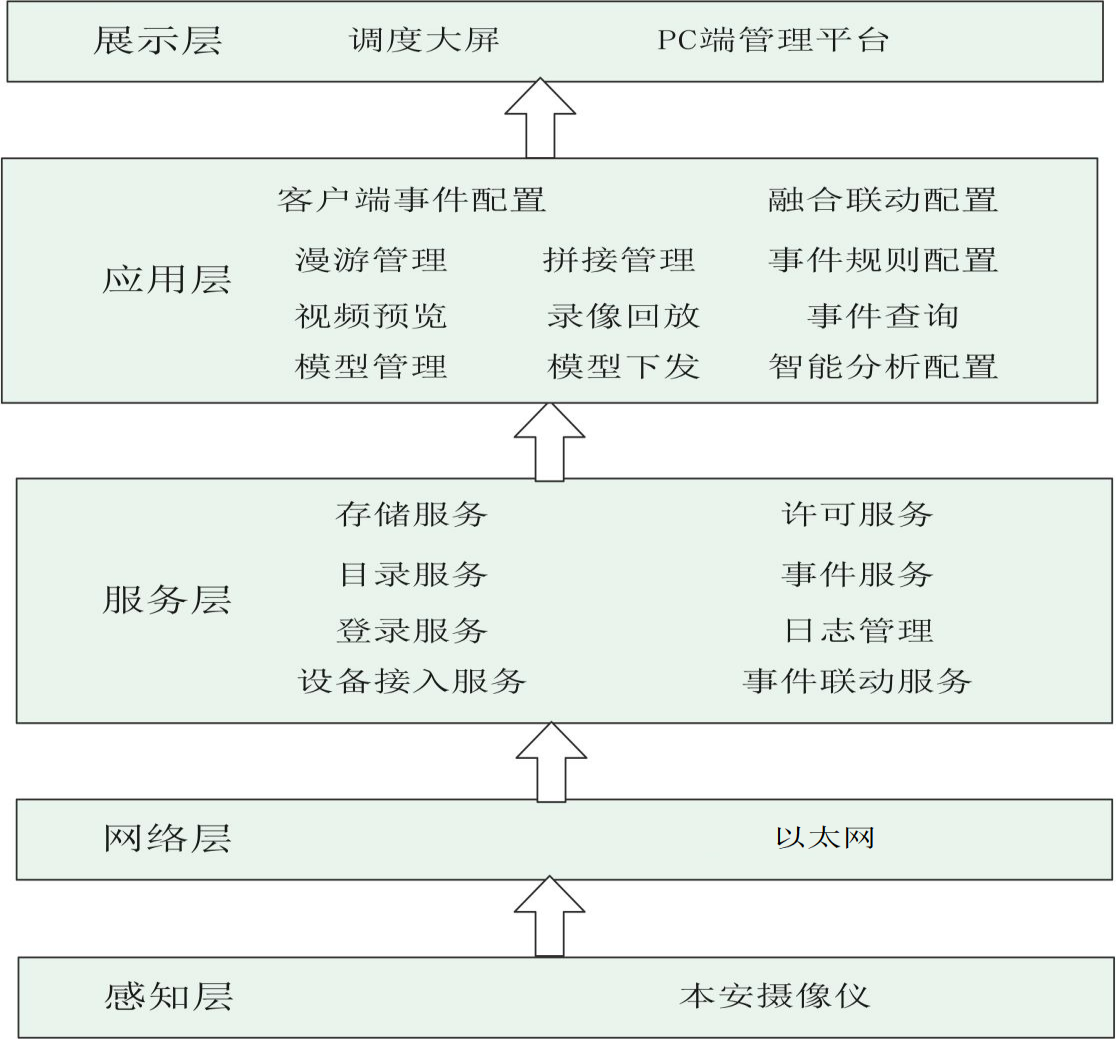 展示层 调度大屏 PC端管理平台
客户端事件配置 融合联动配置
漫游管理 拼接管理 事件规则配置
应用层
视频预览 录像回放 事件查询
模型管理 模型下发 智能分析配置
存储服务 许可服务
目录服务 事件服务
服务层
登录服务 日志管理
设备接入服务 事件联动服务
网络层 以太网
感知层 本安摄像仪